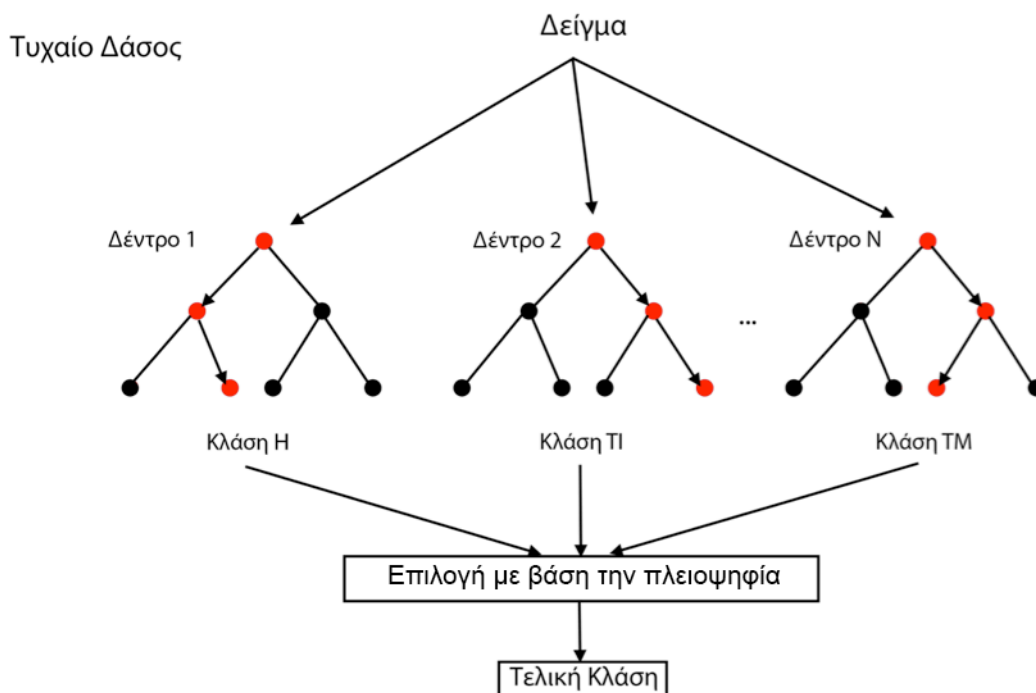 Τυχαίο Δάσος
Δείγμα
Δέντρο 1
Δέντρο 2
Δέντρο Ν
...
Κλάση Η
Κλάση ΤΙ
Κλάση ΤΜ
Επιλογή με βάση την πλειοψηφία
Τελική Κλάση